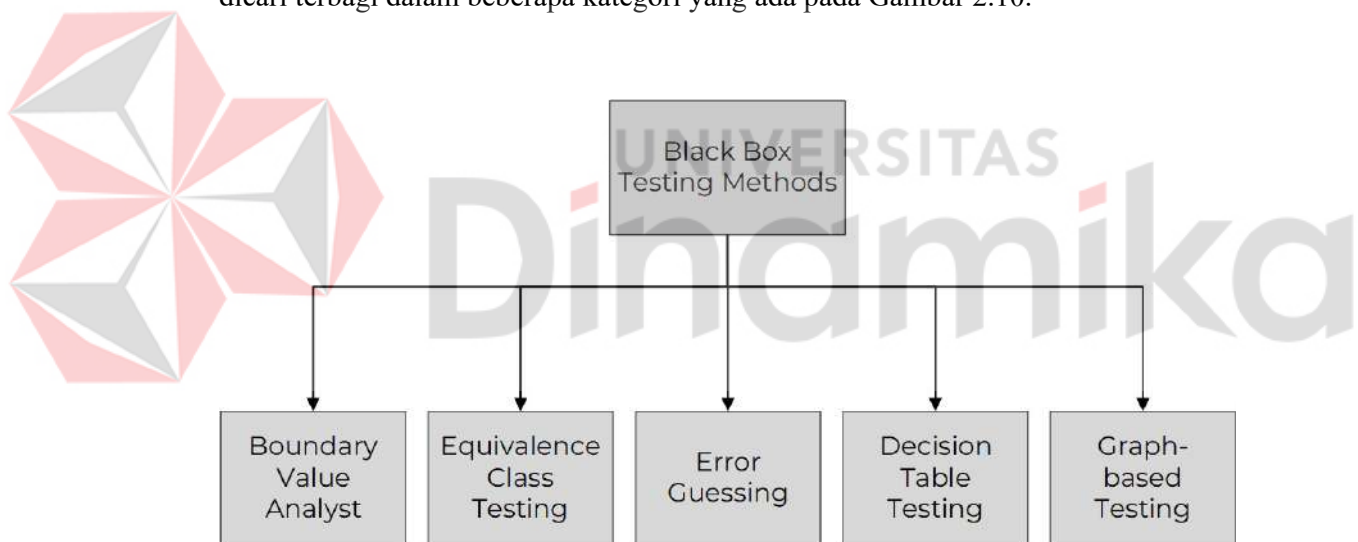 dicari terbagi dalam beberapa kategori yang ada pada Gambar 2.10.
UNIVERSITAS
Dinamika
Black Box
Testing Methods
Boundary
Value
Analyst
Equivalence
Class
Testing
Error
Guessing
Decision
Table
Testing
Graph-
based
Testing